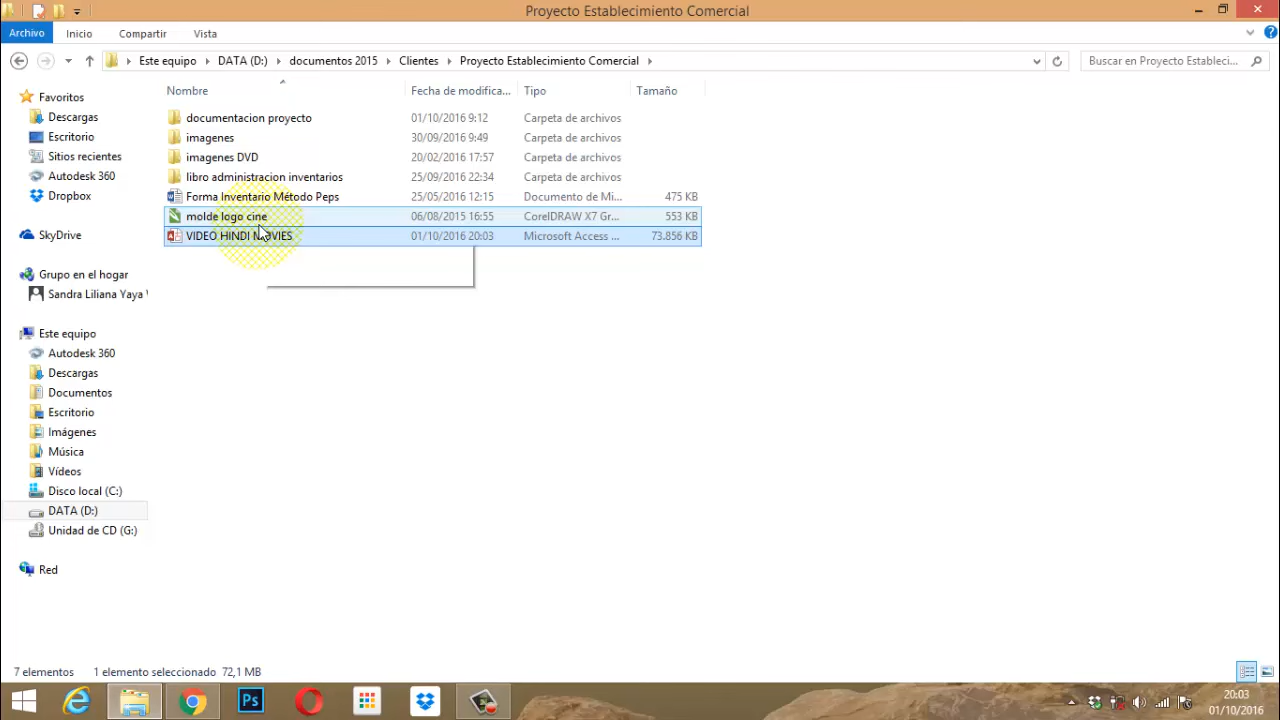 Proyecto Establecimiento Comercial
Archivo Inicio Compartir Vista
Este equipo DATA (D:) documentos 2015 Clientes Proyecto Establecimiento Comercial Buscar en Proyecto Estableci...
Nombre Fecha de modifica... Tipo Tamaño
documentacion proyecto 01/10/2016 9:12 Carpeta de archivos
imagenes 30/09/2016 9:49 Carpeta de archivos
imagenes DVD 20/02/2016 17:57 Carpeta de archivos
libro administracion inventarios 25/09/2016 22:34 Carpeta de archivos
Forma Inventario Método Peps 25/05/2016 12:15 Documento de Mi... 475 KB
molde logo cine 06/08/2015 16:55 CorelDRAW X7 Gr... 553 KB
VIDEO HINDI MOVIES 01/10/2016 20:03 Microsoft Access ... 73.856 KB
Favoritos
Descargas
Escritorio
Sitios recientes
Autodesk 360
Dropbox
SkyDrive
Grupo en el hogar
Sandra Liliana Yaya
Este equipo
Autodesk 360
Descargas
Documentos
Escritorio
Imágenes
Música
Vídeos
Disco local (C:)
DATA (D:)
Unidad de CD (G:)
Red
7 elementos 1 elemento seleccionado 72,1 MB
Ps
20:03
01/10/2016